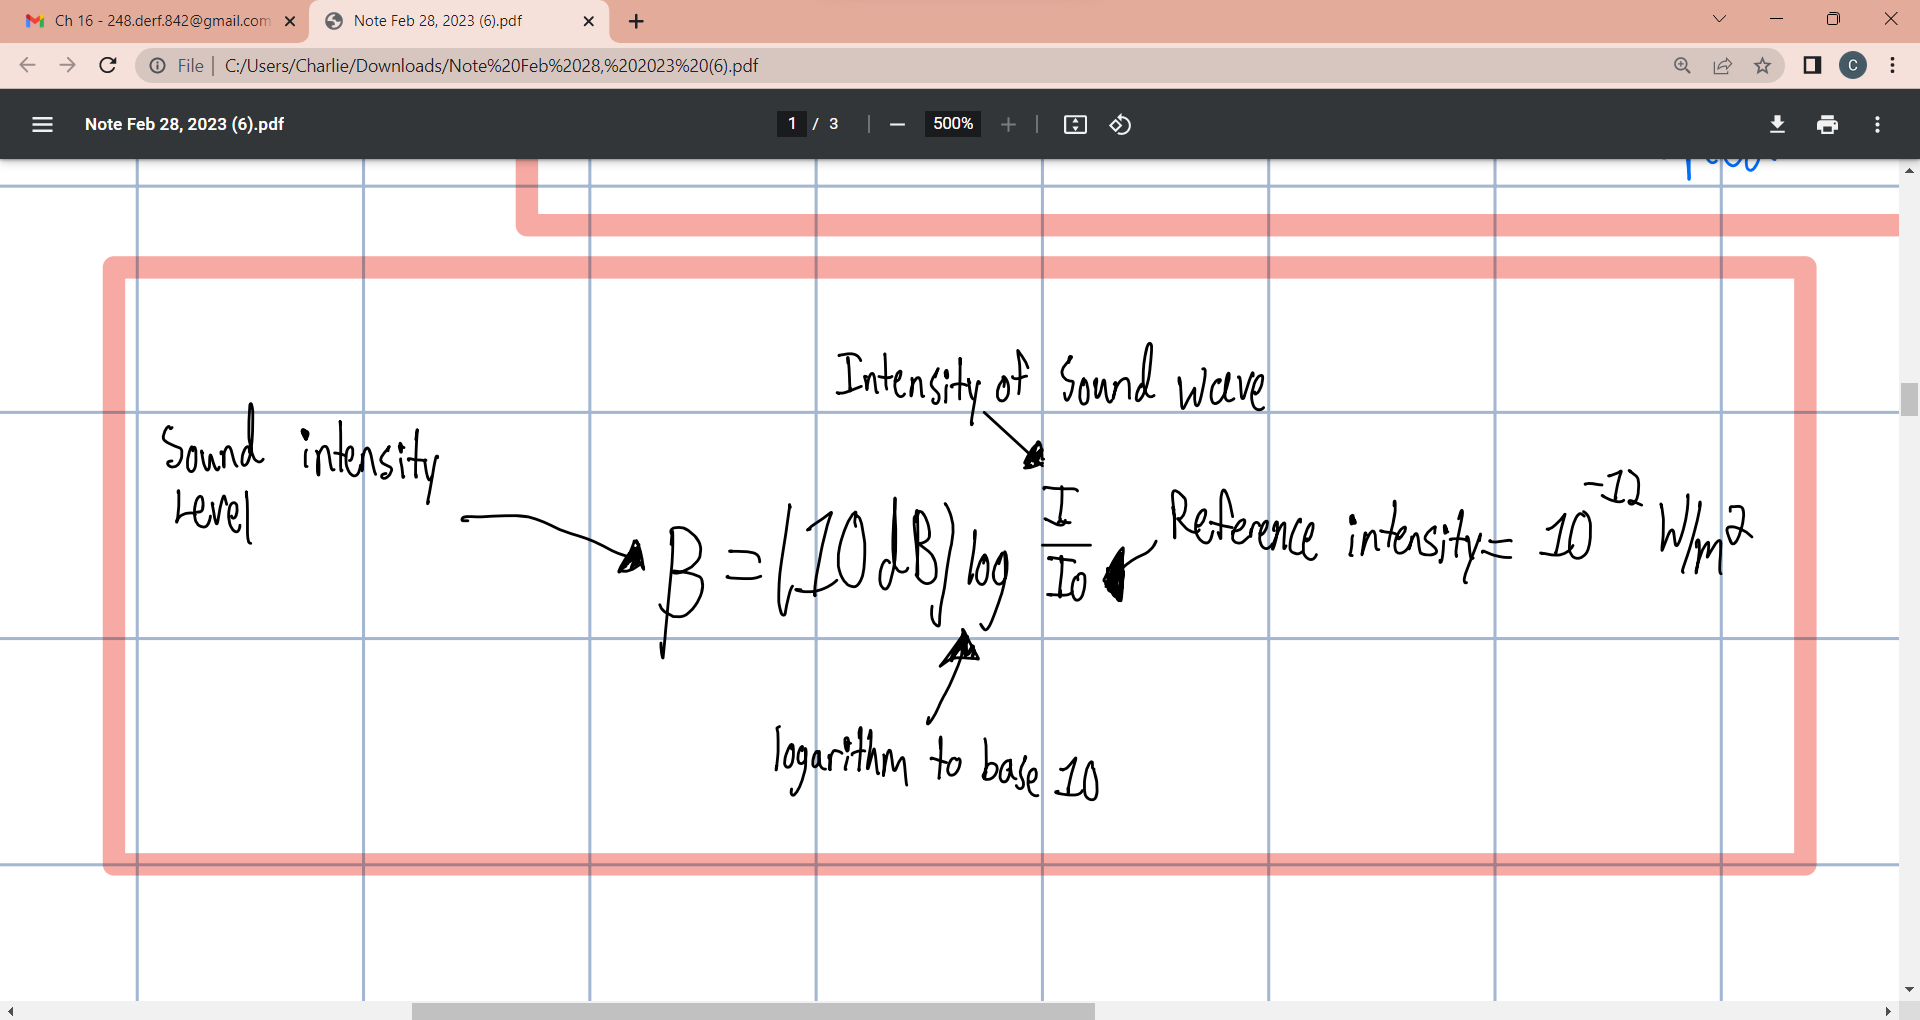 Ch 16 - 248.derf.842@gmail.com
Note Feb 28, 2023 (6).pdf
File
C:/Users/Charlie/Downloads/Note%20Feb%2028,%202023%20(6).pdf
C
Note Feb 28, 2023 (6).pdf
1 / 3
500%
Intensity of Sound wave
Sound intensity
Level
β = (10 dB) log I/I0
Reference intensity = 10^-12 W/m^2
logarithm to base 10